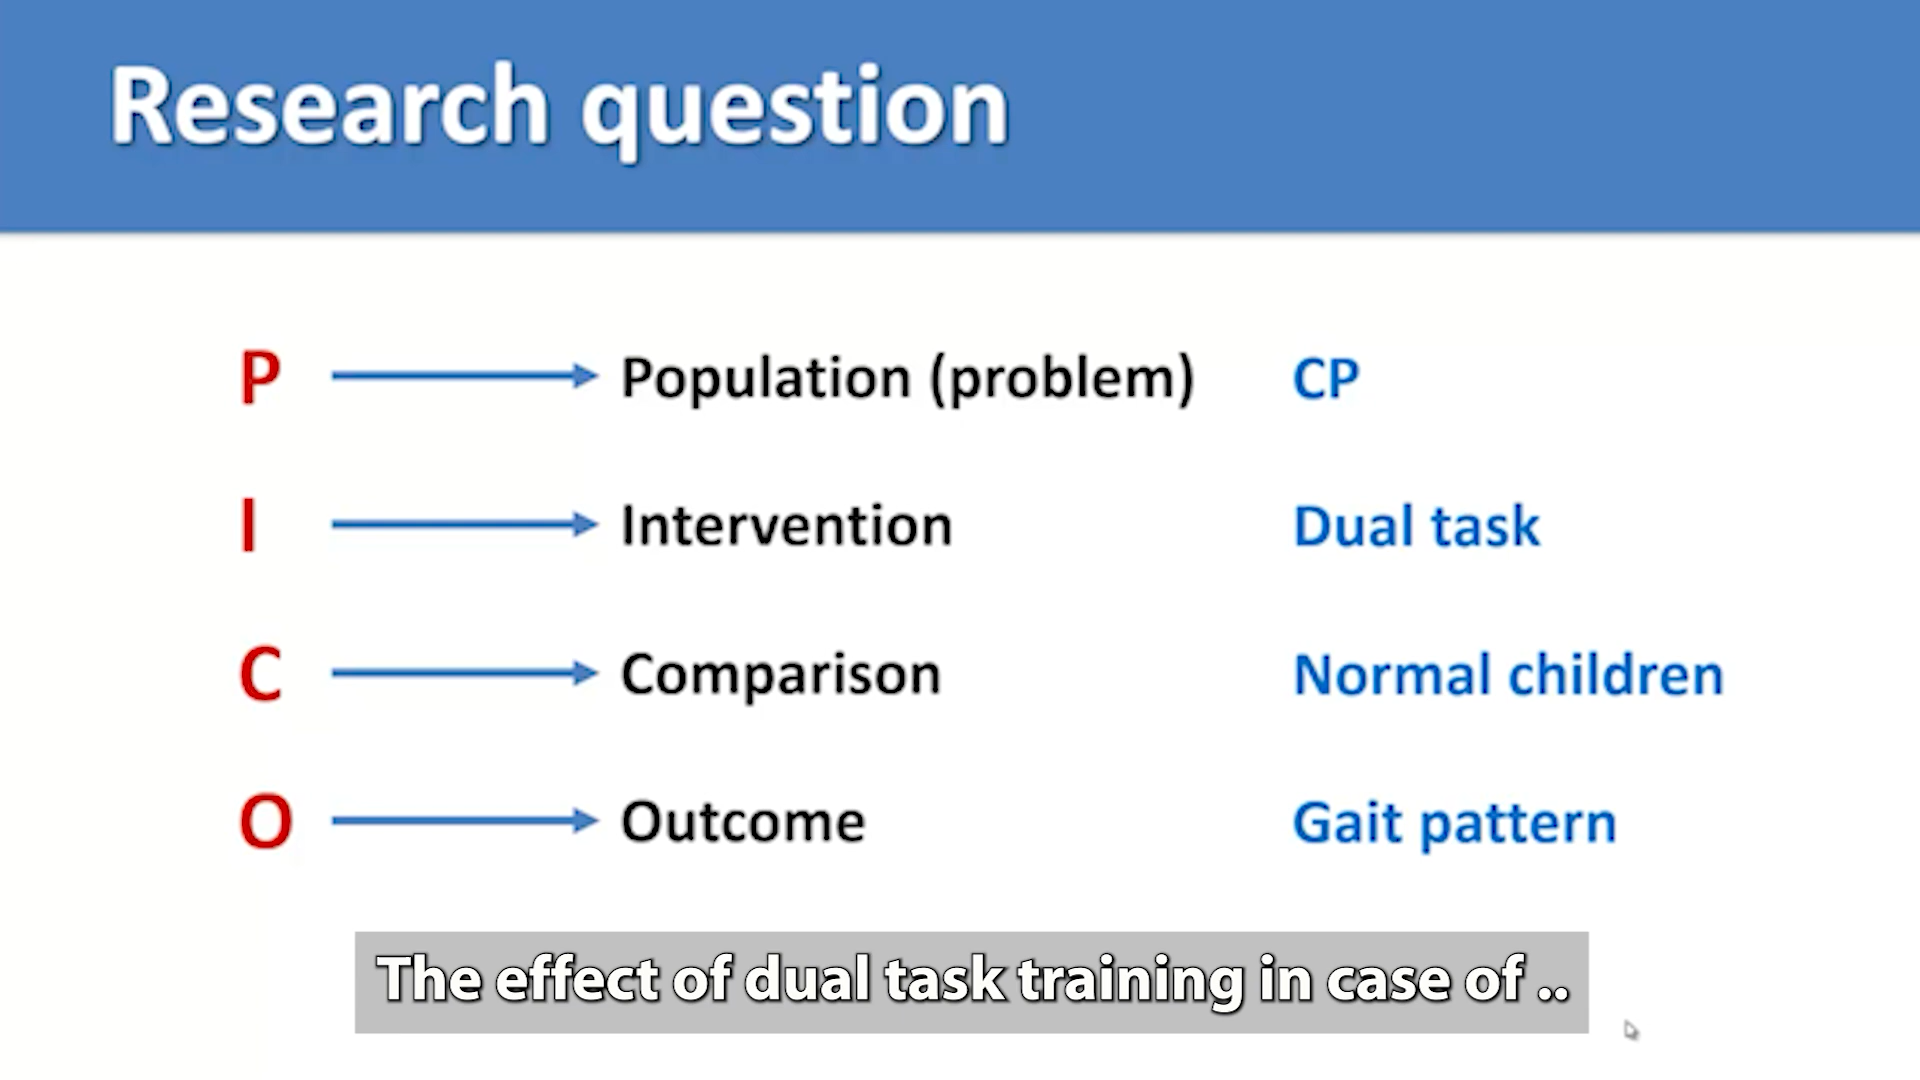 Research question
P Population (problem) CP
I Intervention Dual task
C Comparison Normal children
O Outcome Gait pattern
The effect of dual task training in case of ..